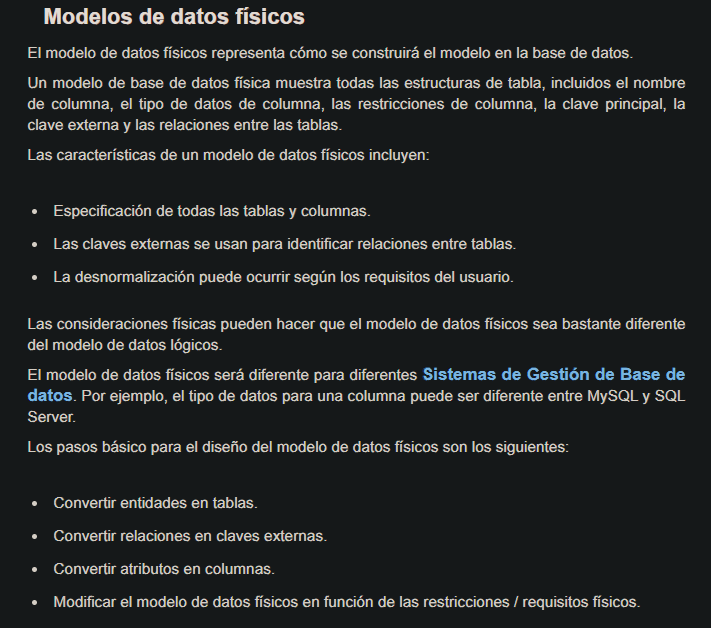 Modelos de datos físicos
El modelo de datos físicos representa cómo se construirá el modelo en la base de datos.
Un modelo de base de datos física muestra todas las estructuras de tabla, incluidos el nombre
de columna, el tipo de datos de columna, las restricciones de columna, la clave principal, la
clave externa y las relaciones entre las tablas.
Las características de un modelo de datos físicos incluyen:
• Especificación de todas las tablas y columnas.
• Las claves externas se usan para identificar relaciones entre tablas.
• La desnormalización puede ocurrir según los requisitos del usuario.
Las consideraciones físicas pueden hacer que el modelo de datos físicos sea bastante diferente
del modelo de datos lógicos.
El modelo de datos físicos será diferente para diferentes Sistemas de Gestión de Base de
datos. Por ejemplo, el tipo de datos para una columna puede ser diferente entre MySQL y SQL
Server.
Los pasos básico para el diseño del modelo de datos físicos son los siguientes:
• Convertir entidades en tablas.
• Convertir relaciones en claves externas.
• Convertir atributos en columnas.
• Modificar el modelo de datos físicos en función de las restricciones / requisitos físicos.